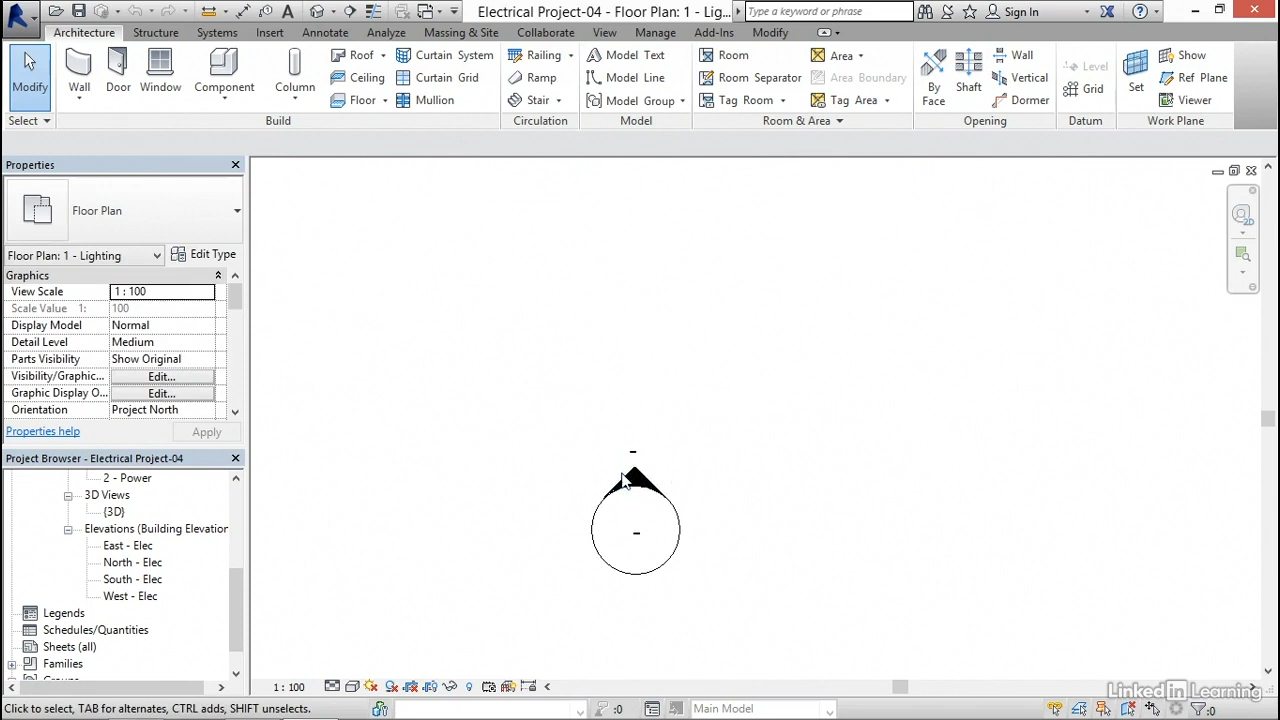 Electrical Project-04 - Floor Plan: 1 - Lig...
Type a keyword or phrase
Sign In
Architecture
Structure
Systems
Insert
Annotate
Analyze
Massing & Site
Collaborate
View
Manage
Add-Ins
Modify
Modify
Wall
Door
Window
Component
Column
Roof
Ceiling
Floor
Curtain System
Curtain Grid
Mullion
Railing
Ramp
Stair
Model Text
Model Line
Model Group
Room
Room Separator
Tag Room
Area
Area Boundary
Tag Area
By Face
Shaft
Wall
Vertical
Dormer
Level
Grid
Set
Show
Ref Plane
Viewer
Select
Build
Circulation
Model
Room & Area
Opening
Datum
Work Plane
Properties
Floor Plan
Floor Plan: 1 - Lighting
Edit Type
Graphics
View Scale 1 : 100
Scale Value 1: 100
Display Model Normal
Detail Level Medium
Parts Visibility Show Original
Visibility/Graphic... Edit...
Graphic Display O... Edit...
Orientation Project North
Properties help
Apply
Project Browser - Electrical Project-04
2 - Power
3D Views
{3D}
Elevations (Building Elevation
East - Elec
North - Elec
South - Elec
West - Elec
Legends
Schedules/Quantities
Sheets (all)
Families
2D
1 : 100
Click to select, TAB for alternates, CTRL adds, SHIFT unselects.
:0
Main Model
:0
Linked in Learning